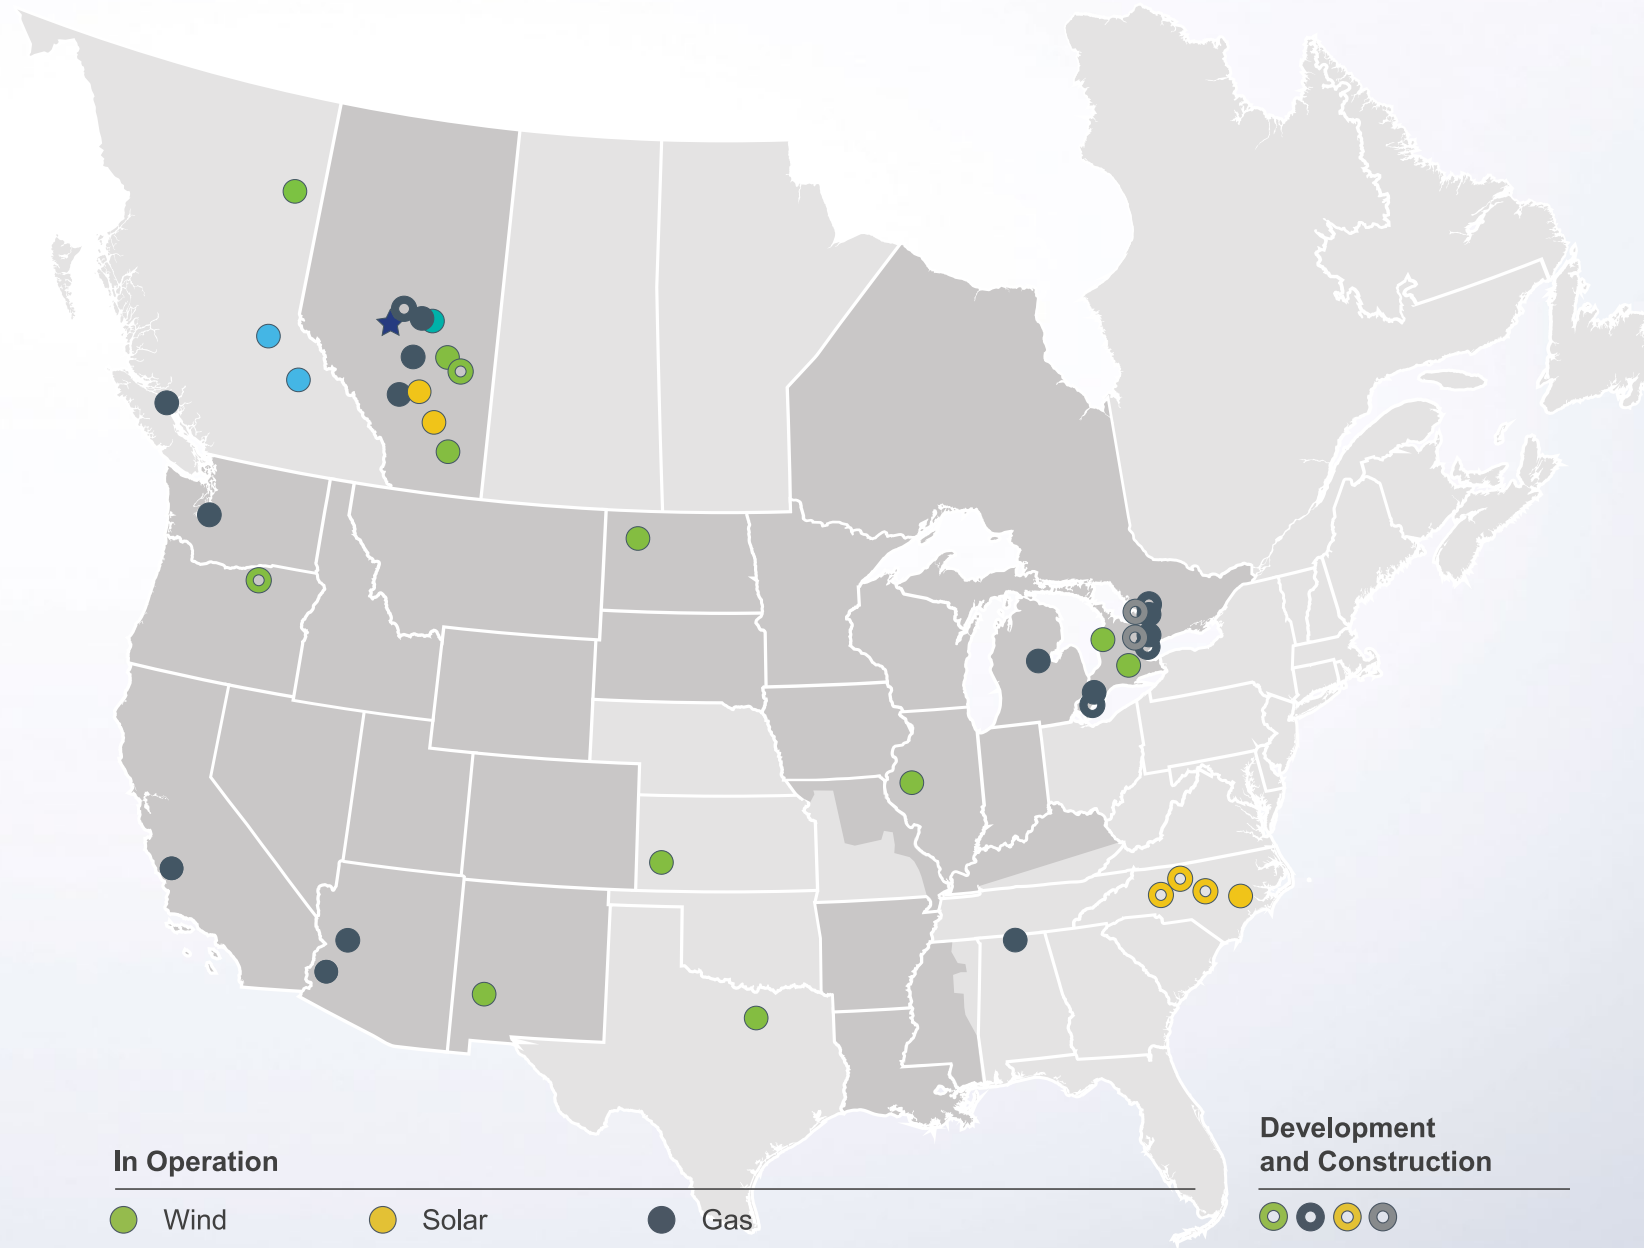 In Operation
Wind
Solar
Gas
Development
and Construction